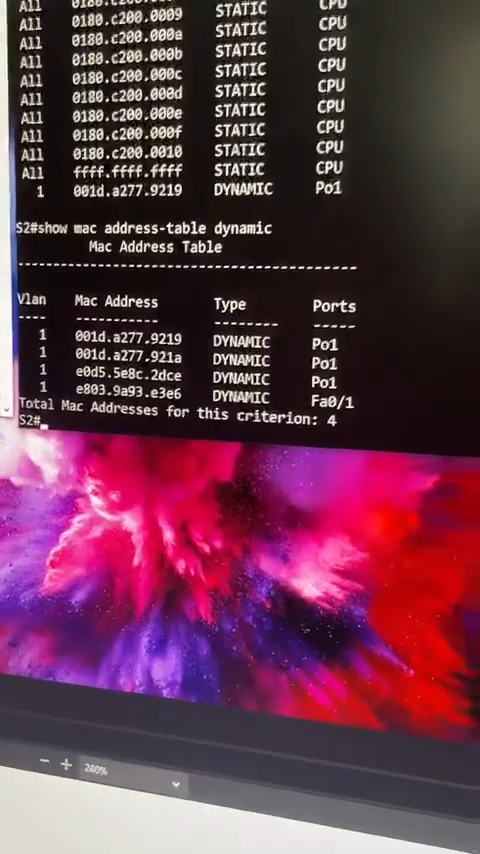 All 0180.c200.0009 STATIC CPU
All 0180.c200.000a STATIC CPU
All 0180.c200.000b STATIC CPU
All 0180.c200.000c STATIC CPU
All 0180.c200.000d STATIC CPU
All 0180.c200.000e STATIC CPU
All 0180.c200.000f STATIC CPU
All 0180.c200.0010 STATIC CPU
All ffff.ffff.ffff STATIC CPU
1 001d.a277.9219 DYNAMIC Po1
S2#show mac address-table dynamic
Mac Address Table
-------------------------------------------
Vlan Mac Address Type Ports
---- ----------- -------- -----
1 001d.a277.9219 DYNAMIC Po1
1 001d.a277.921a DYNAMIC Po1
1 e0d5.5e8c.2dce DYNAMIC Po1
1 e803.9a93.e3e6 DYNAMIC Fa0/1
Total Mac Addresses for this criterion: 4
S2#
− + 280%